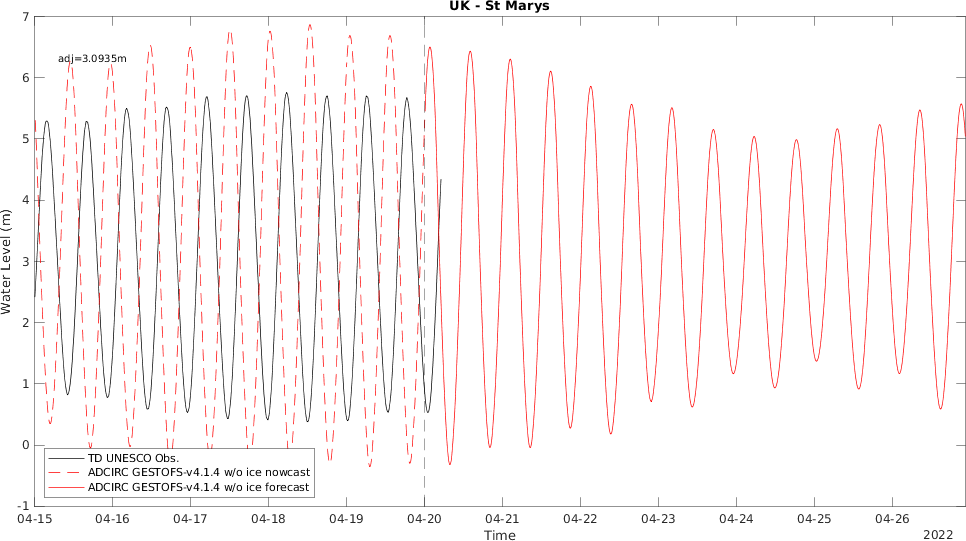 UK - St Marys
7
6
5
4
3
2
1
0
-1
Water Level (m)
adj=3.0935m
TD UNESCO Obs.
ADCIRC GESTOFS-v4.1.4 w/o ice nowcast
ADCIRC GESTOFS-v4.1.4 w/o ice forecast
04-15 04-16 04-17 04-18 04-19 04-20 04-21 04-22 04-23 04-24 04-25 04-26
Time
2022